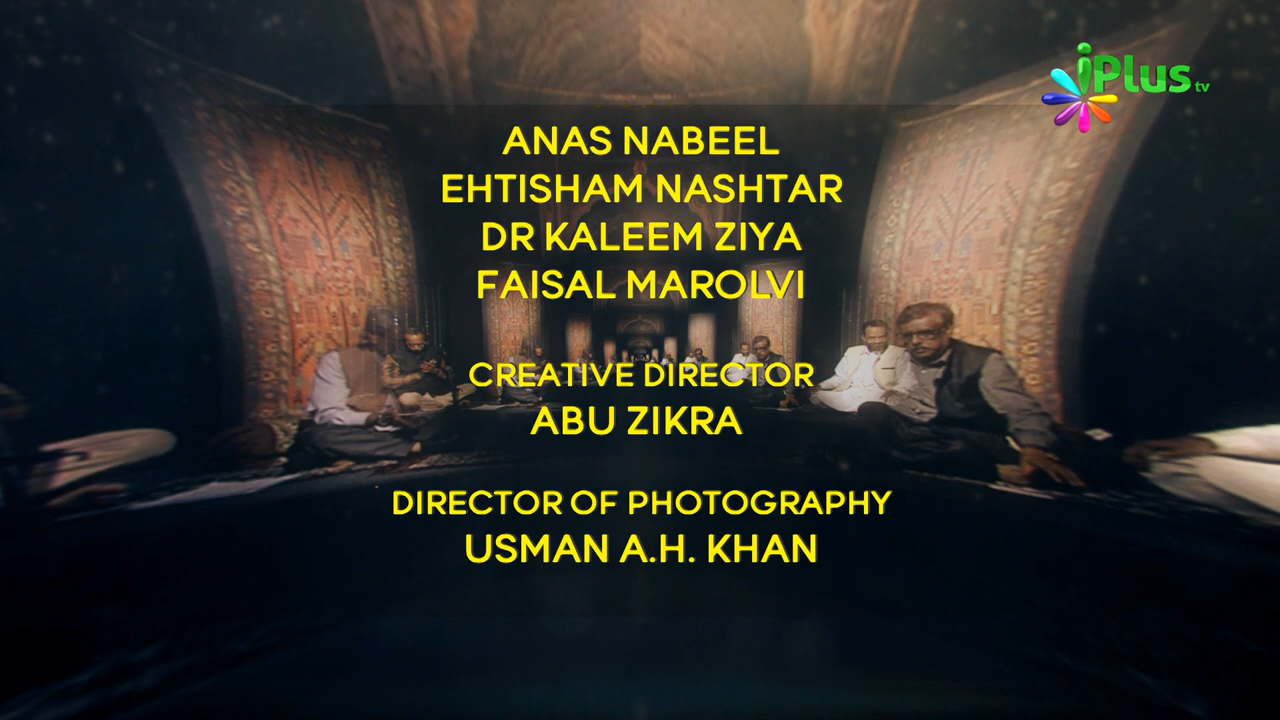 iPlus tv
ANAS NABEEL
EHTISHAM NASHTAR
DR KALEEM ZIYA
FAISAL MAROLVI
CREATIVE DIRECTOR
ABU ZIKRA
DIRECTOR OF PHOTOGRAPHY
USMAN A.H. KHAN